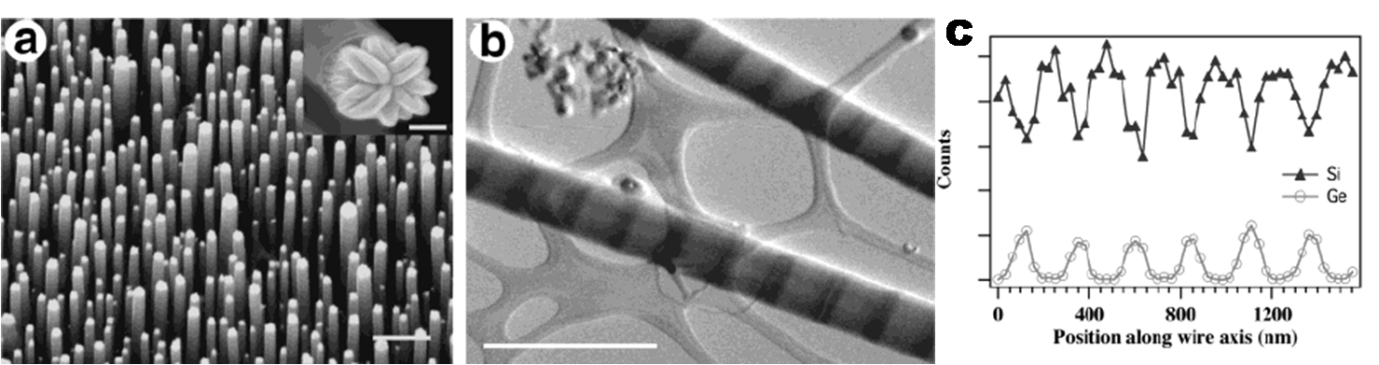 a
b
c
Counts
Si
Ge
0 400 800 1200
Position along wire axis (nm)